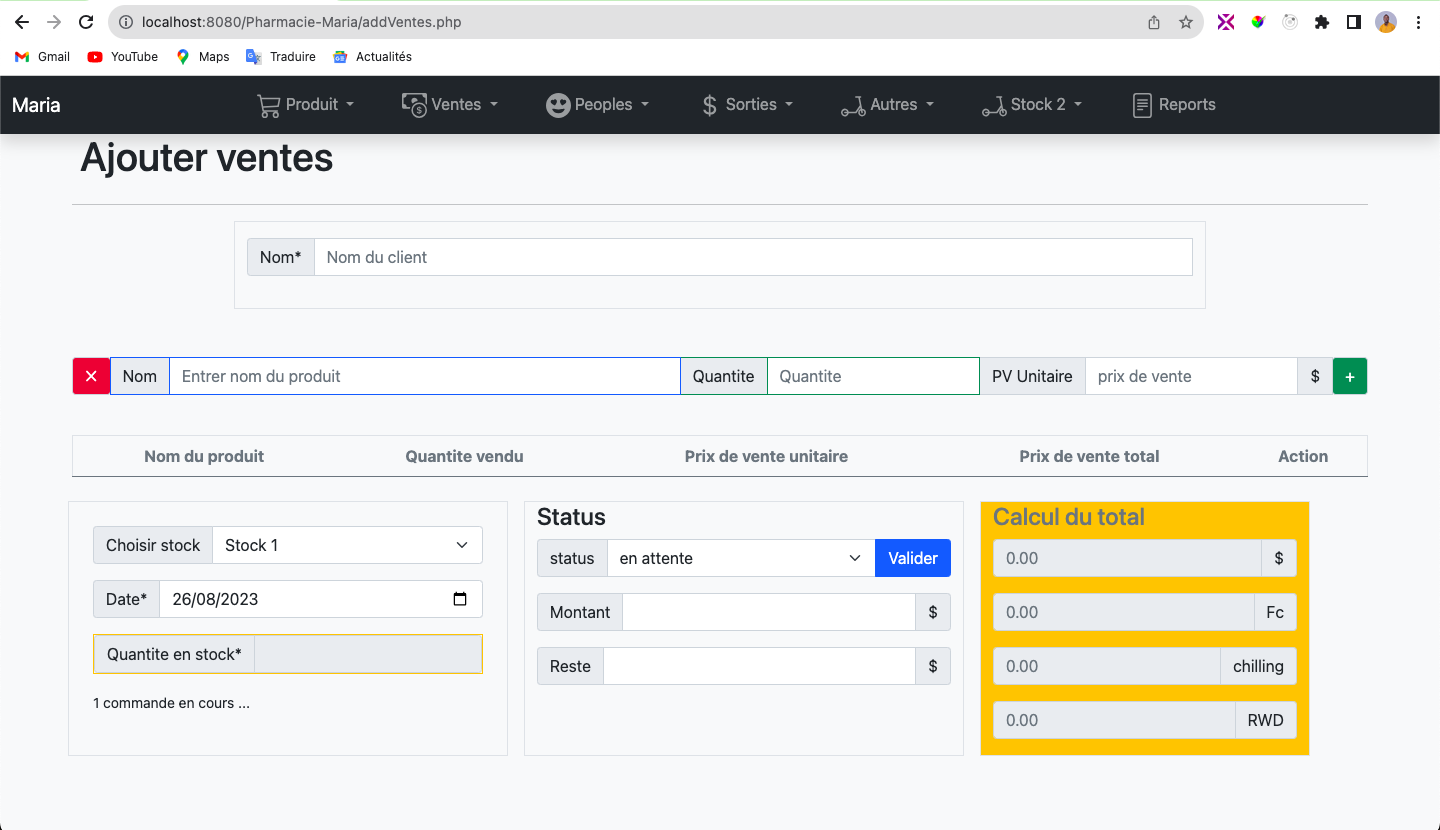 localhost:8080/Pharmacie-Maria/addVentes.php
Gmail YouTube Maps Traduire Actualités
Maria Produit Ventes Peoples Sorties Autres Stock 2 Reports
Ajouter ventes
Nom* Nom du client
Nom Entrer nom du produit Quantite Quantite PV Unitaire prix de vente $ +
Nom du produit Quantite vendu Prix de vente unitaire Prix de vente total Action
Choisir stock Stock 1
Date* 26/08/2023
Quantite en stock*
1 commande en cours ...
Status
status en attente Valider
Montant $
Reste $
Calcul du total
0.00 $
0.00 Fc
0.00 chilling
0.00 RWD